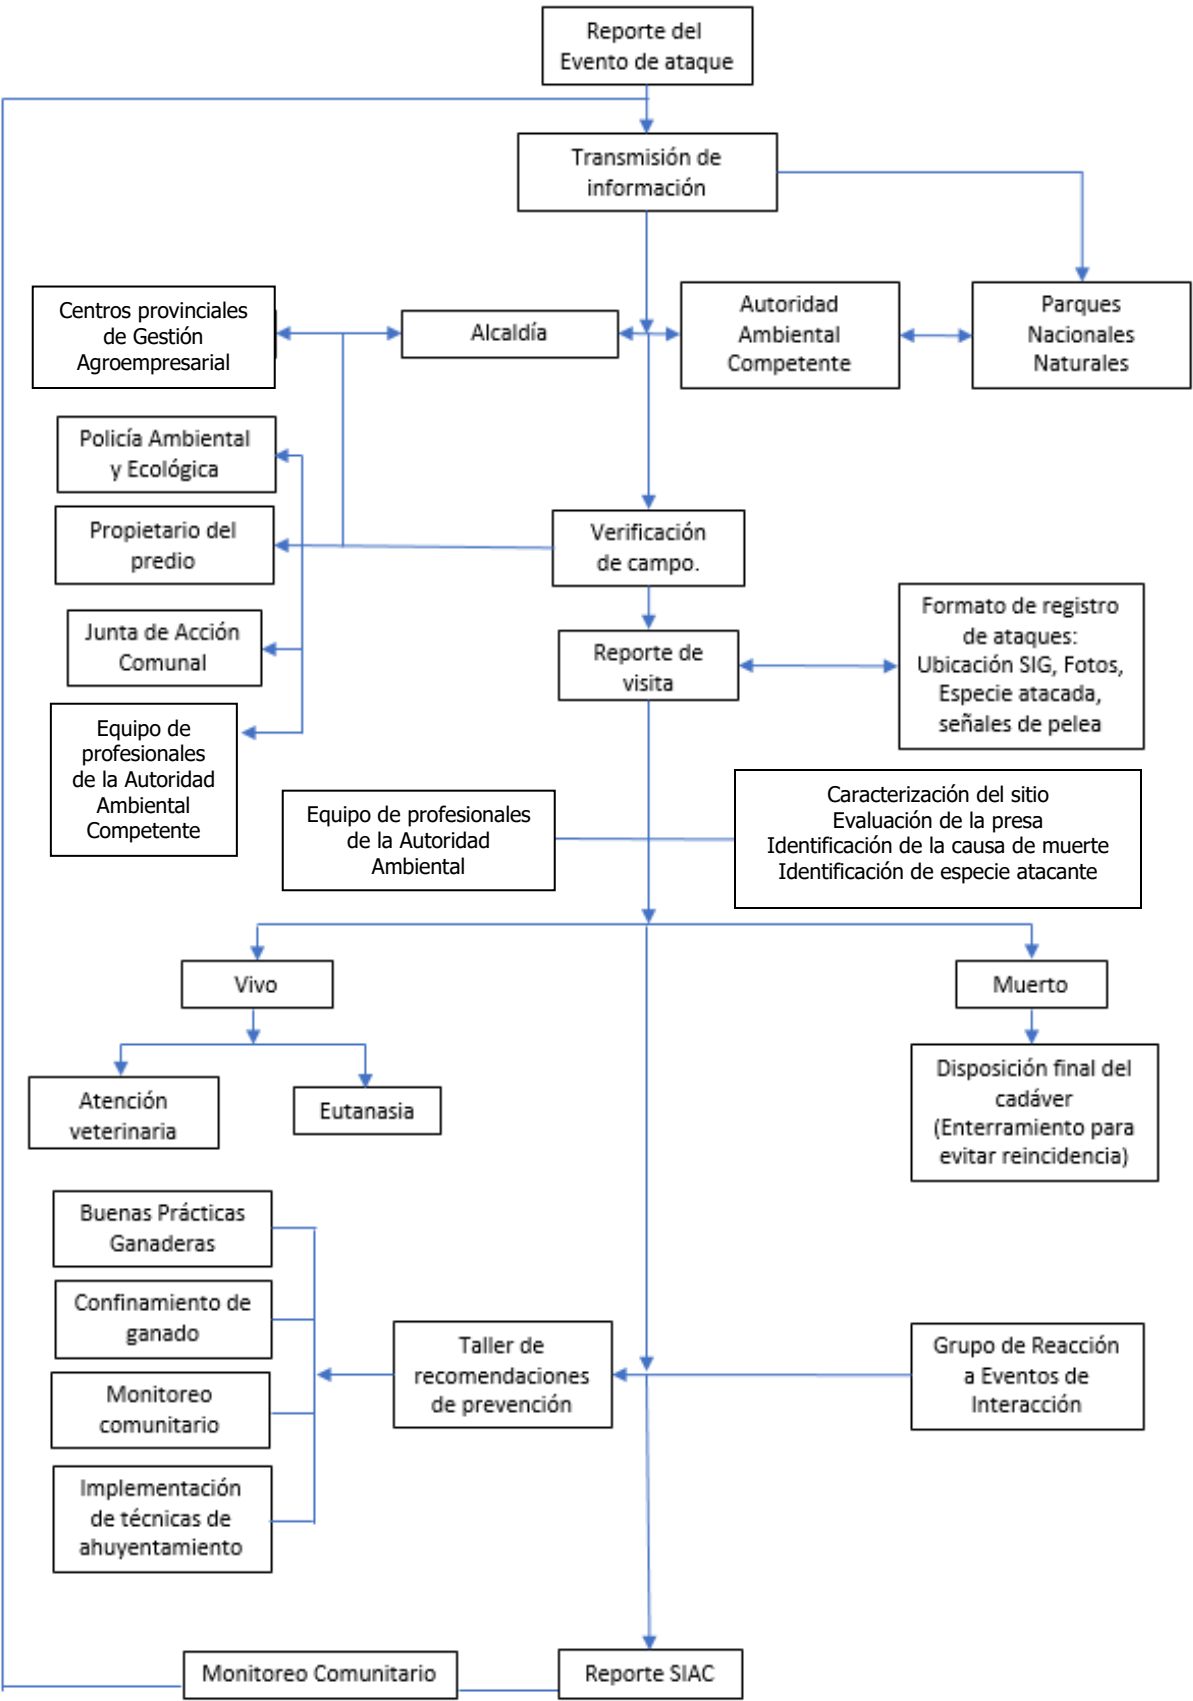 Reporte del
Evento de ataque
Transmisión de
información
Centros provinciales
de Gestión
Agroempresarial
Alcaldía
Autoridad
Ambiental
Competente
Parques
Nacionales
Naturales
Policía Ambiental
y Ecológica
Propietario del
predio
Verificación
de campo.
Junta de Acción
Comunal
Reporte de
visita
Formato de registro
de ataques:
Ubicación SIG, Fotos,
Especie atacada,
señales de pelea
Equipo de
profesionales
de la Autoridad
Ambiental
Competente
Equipo de profesionales
de la Autoridad
Ambiental
Caracterización del sitio
Evaluación de la presa
Identificación de la causa de muerte
Identificación de especie atacante
Vivo
Muerto
Atención
veterinaria
Eutanasia
Disposición final del
cadáver
(Enterramiento para
evitar reincidencia)
Buenas Prácticas
Ganaderas
Confinamiento de
ganado
Monitoreo
comunitario
Implementación
de técnicas de
ahuyentamiento
Taller de
recomendaciones
de prevención
Grupo de Reacción
a Eventos de
Interacción
Monitoreo Comunitario
Reporte SIAC